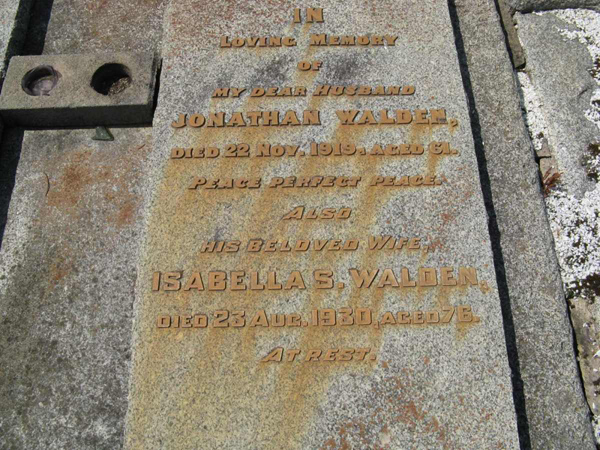 IN
LOVING MEMORY
OF
MY DEAR HUSBAND
JONATHAN WALDEN,
DIED 22 NOV. 1919, AGED 61.
PEACE PERFECT PEACE.
ALSO
HIS BELOVED WIFE,
ISABELLA S. WALDEN,
DIED 23 AUG. 1930, AGED 76.
AT REST.